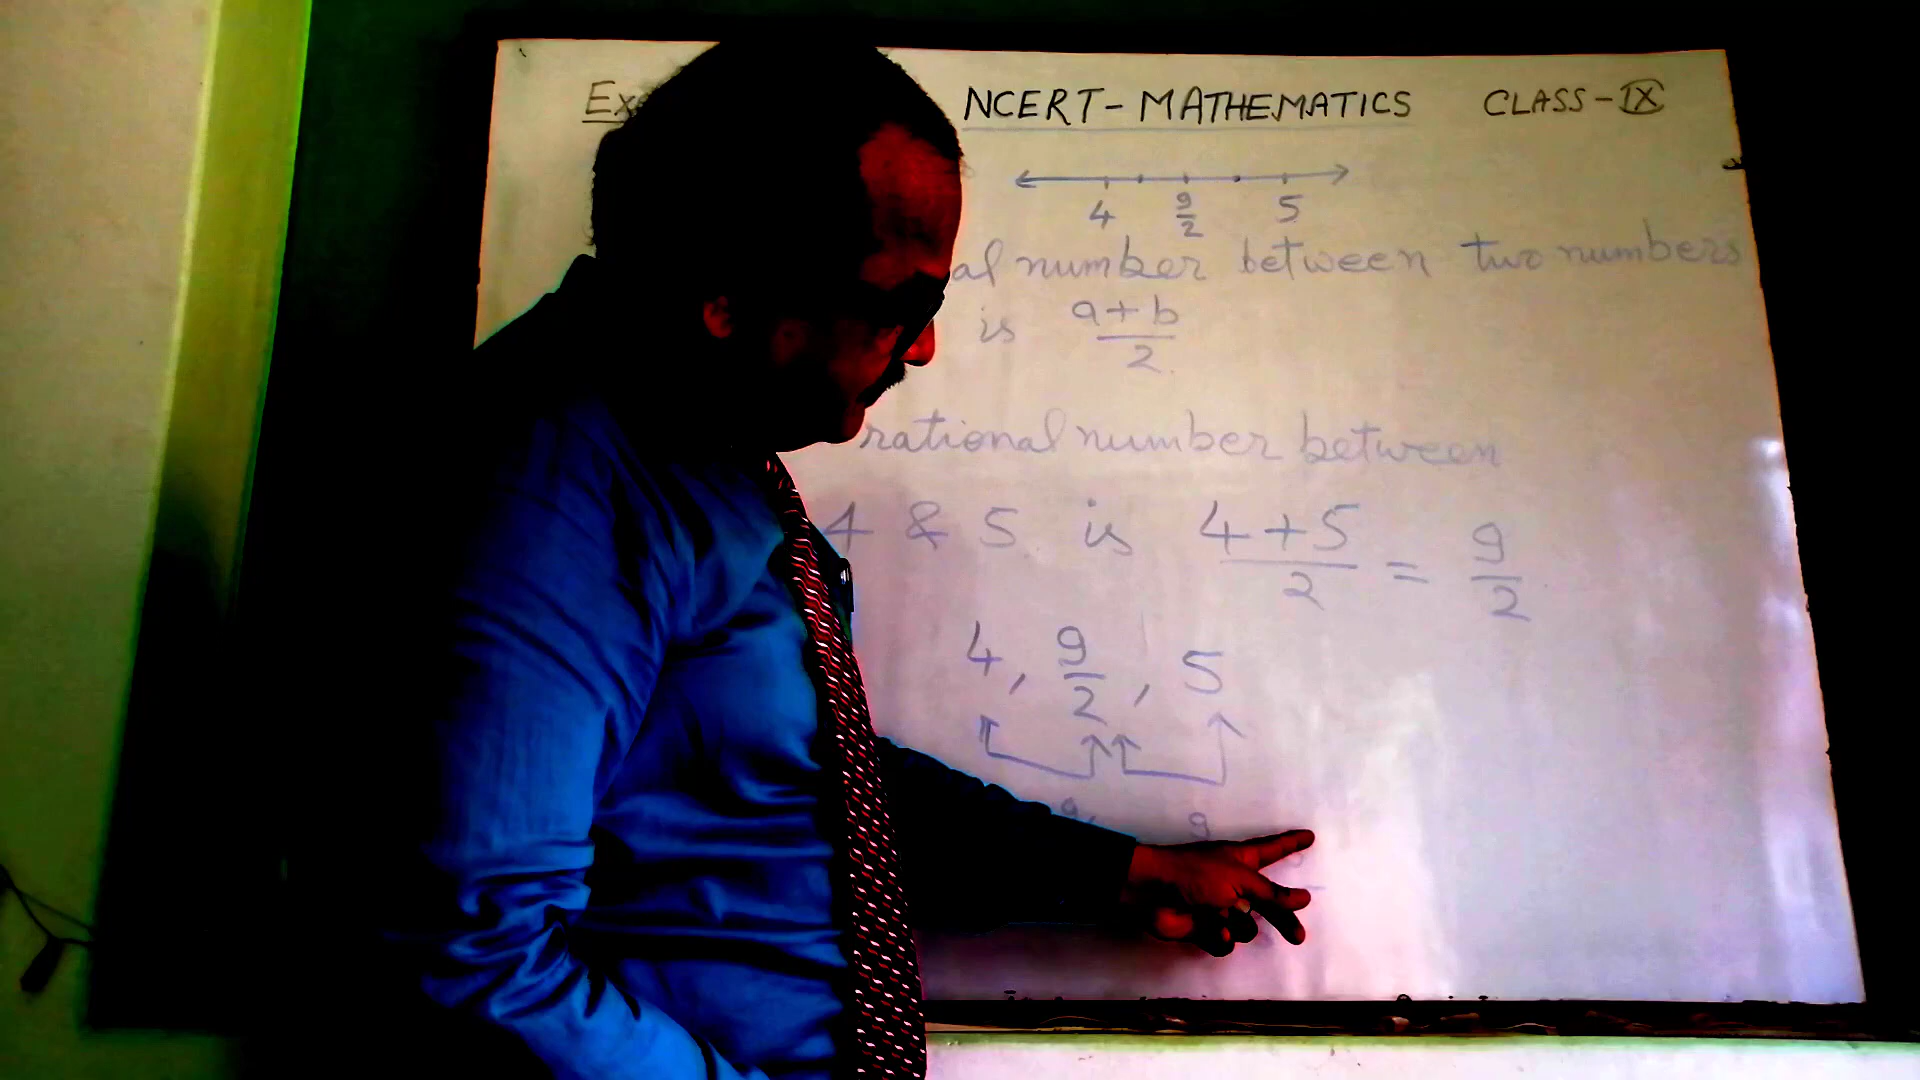 NCERT - MATHEMATICS CLASS - IX
4 9/2 5
number between two numbers
is a + b / 2
rational number between
4 & 5 is 4 + 5 / 2 = 9/2
4, 9/2, 5